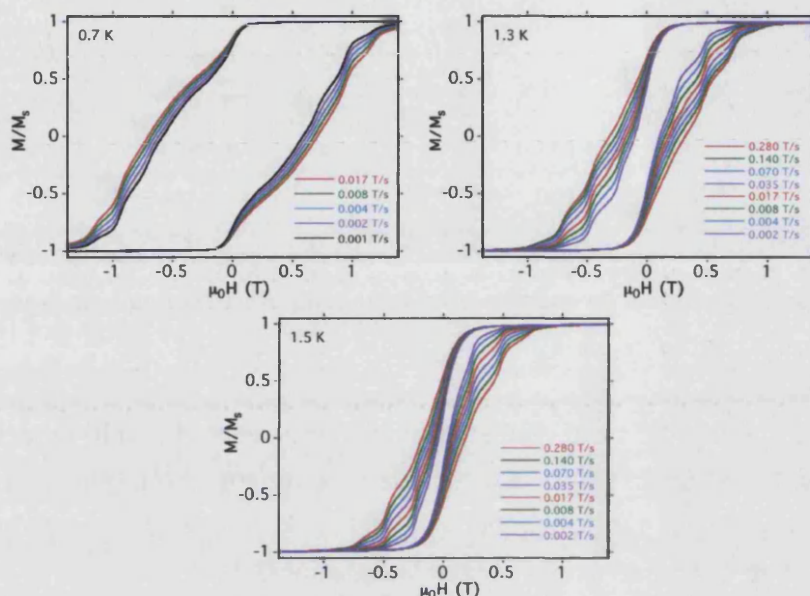 0.7 K
1
0.5
0
-0.5
-1
M/Ms
-1
-0.5
0
0.5
1
μ₀H (T)
0.017 T/s
0.008 T/s
0.004 T/s
0.002 T/s
0.001 T/s
1.3 K
1
0.5
0
-0.5
-1
M/Ms
-1
-0.5
0
0.5
1
μ₀H (T)
0.280 T/s
0.140 T/s
0.070 T/s
0.035 T/s
0.017 T/s
0.008 T/s
0.004 T/s
0.002 T/s
1.5 K
1
0.5
0
-0.5
-1
M/Ms
-1
-0.5
0
0.5
1
μ₀H (T)
0.280 T/s
0.140 T/s
0.070 T/s
0.035 T/s
0.017 T/s
0.008 T/s
0.004 T/s
0.002 T/s